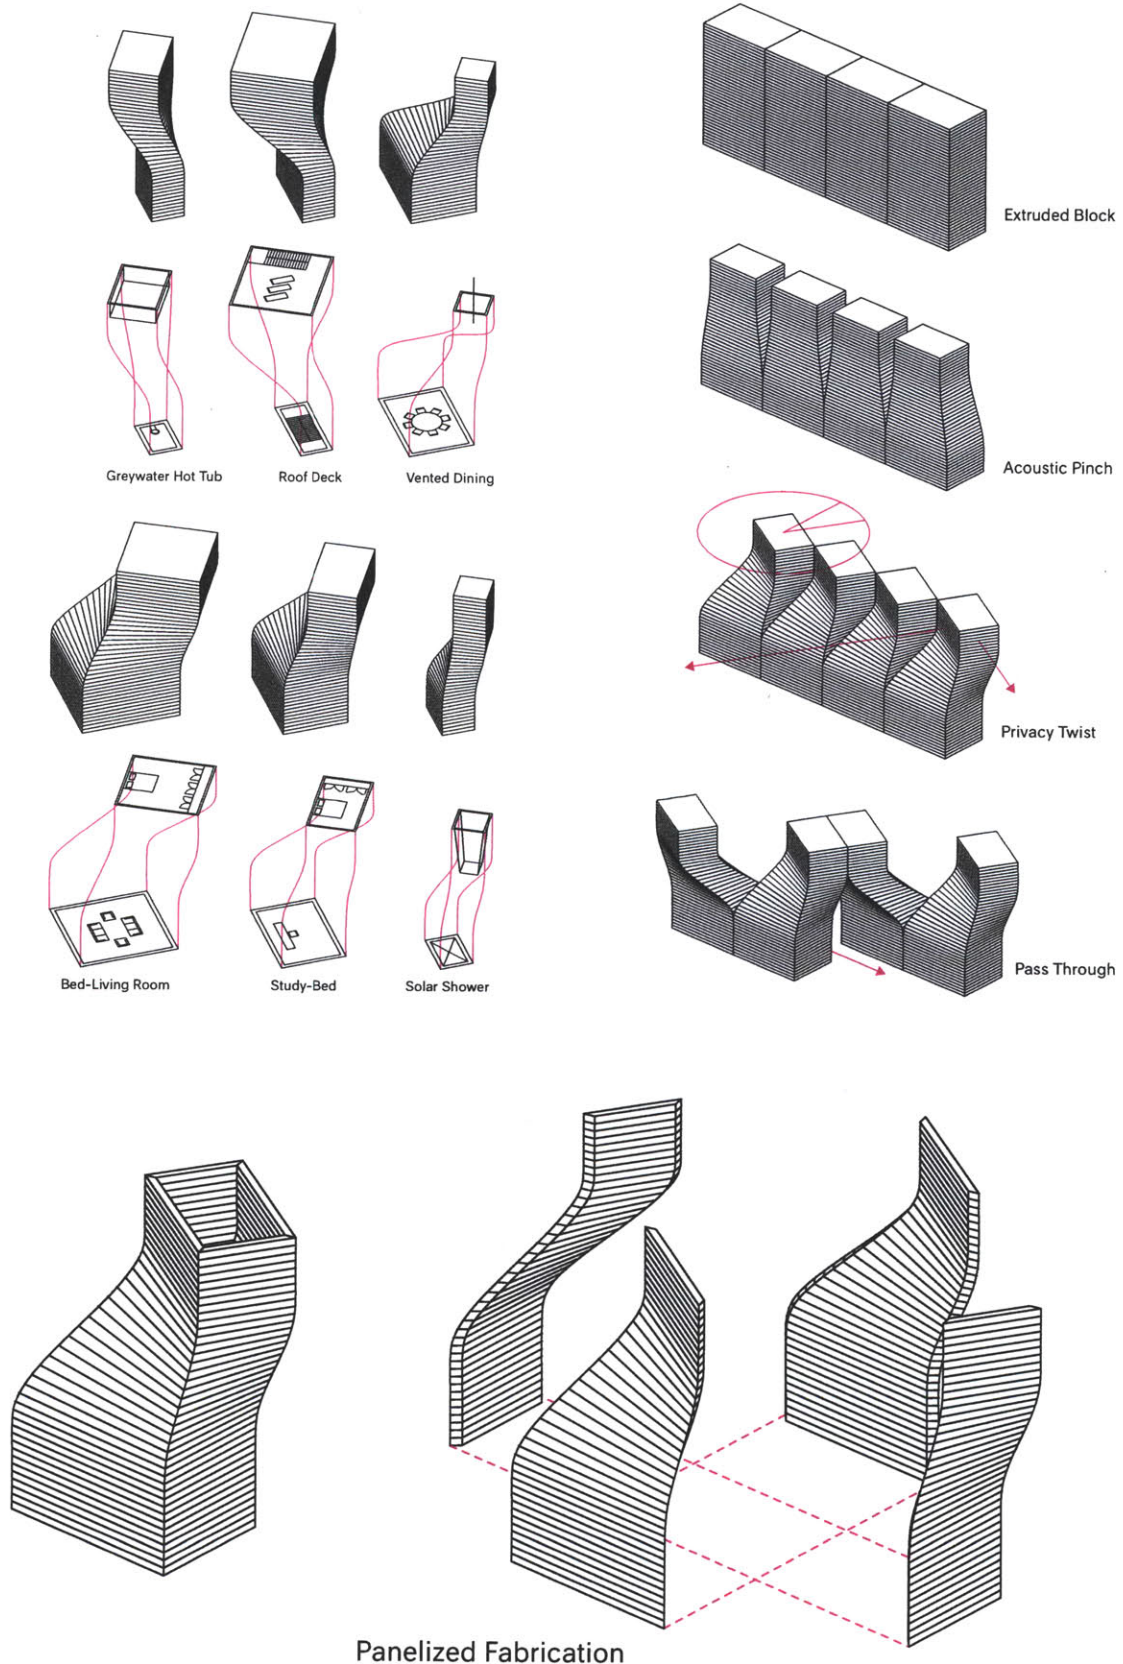 Extruded Block
Acoustic Pinch
Greywater Hot Tub
Roof Deck
Vented Dining
Privacy Twist
Pass Through
Bed-Living Room
Study-Bed
Solar Shower
Panelized Fabrication